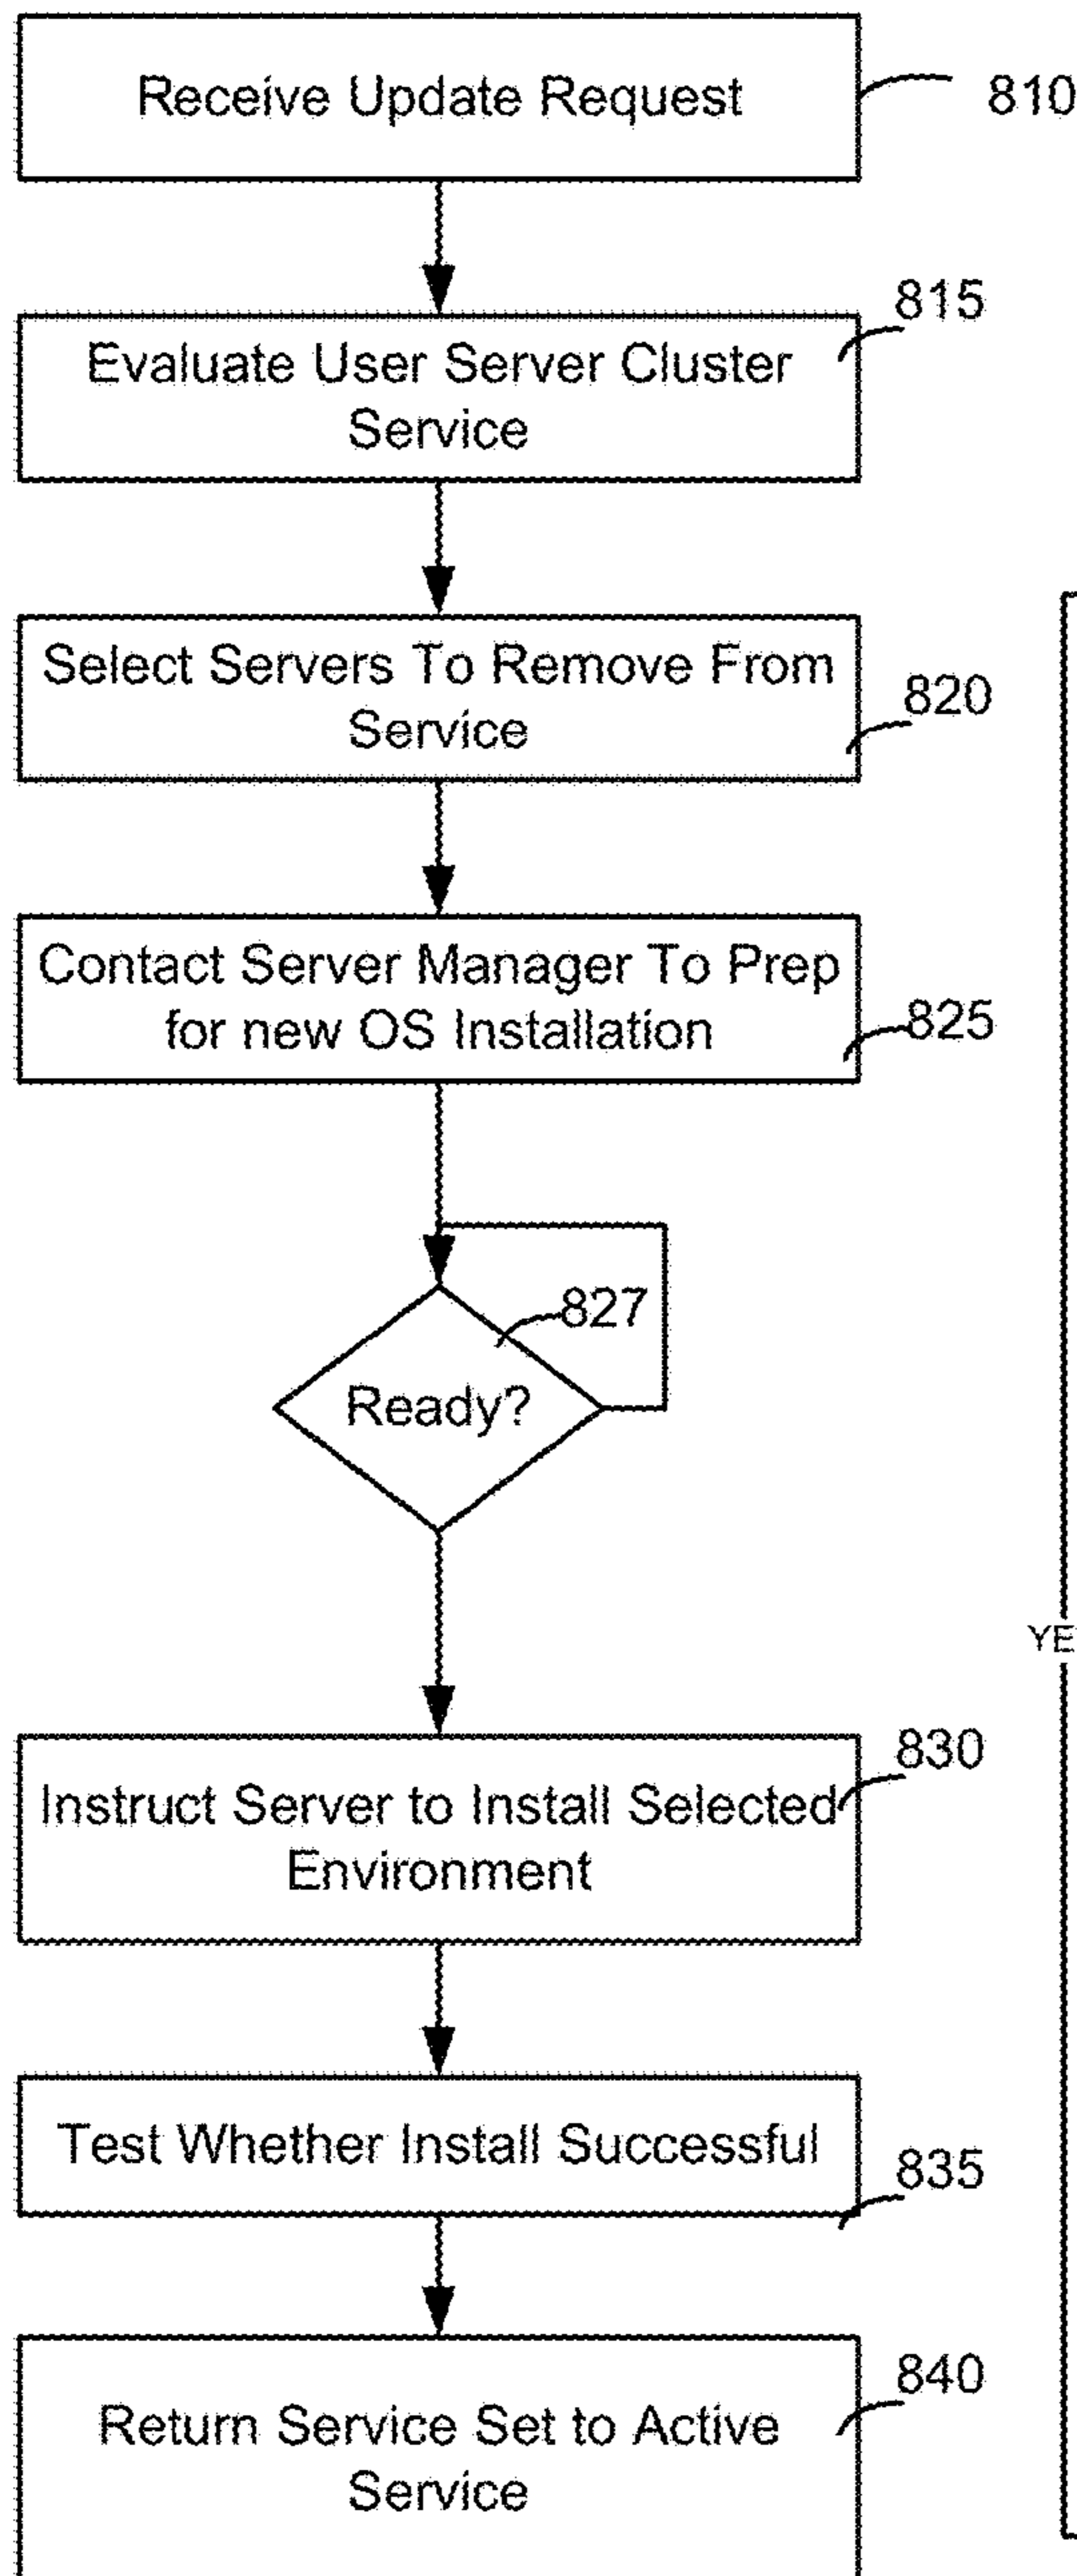 Receive Update Request
810
815
Evaluate User Server Cluster
Service
Select Servers To Remove From
Service
820
Contact Server Manager To Prep
for new OS Installation
825
827
Ready?
YE
830
Instruct Server to Install Selected
Environment
Test Whether Install Successful
835
840
Return Service Set to Active
Service